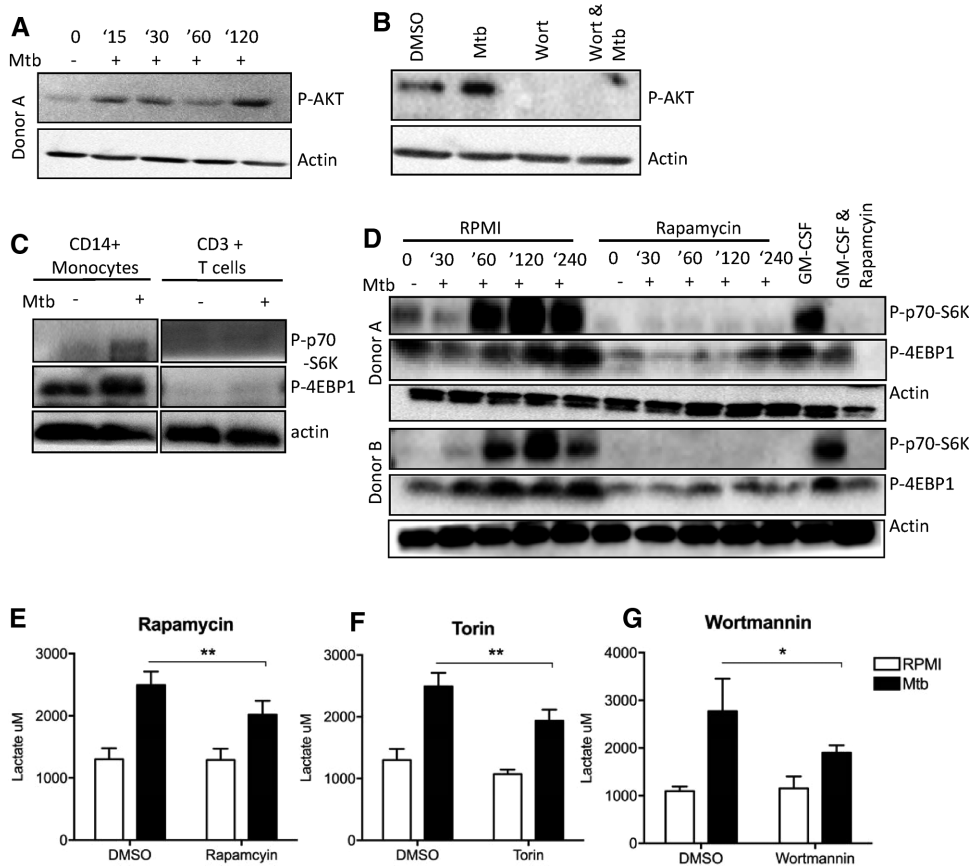 A
0 ‘15 ‘30 ’60 ‘120
Mtb - + + + +
Donor A
P-AKT
Actin
B
DMSO Mtb Wort Wort & Mtb
P-AKT
Actin
C
CD14+ Monocytes
CD3 + T cells
Mtb - + - +
P-p70 -S6K
P-4EBP1
actin
D
RPMI Rapamycin
0 ‘30 ’60 ’120 ‘240 0 ‘30 ’60 ’120 ‘240 GM-CSF GM-CSF & Rapamcyin
Mtb - + + + + - + + + +
Donor A
P-p70-S6K
P-4EBP1
Actin
Donor B
P-p70-S6K
P-4EBP1
Actin
E
Rapamycin
**
Lactate uM
3000
2000
1000
0
DMSO Rapamcyin
F
Torin
**
Lactate uM
3000
2000
1000
0
DMSO Torin
G
Wortmannin
*
Lactate uM
4000
3000
2000
1000
0
DMSO Wortmannin
RPMI
Mtb